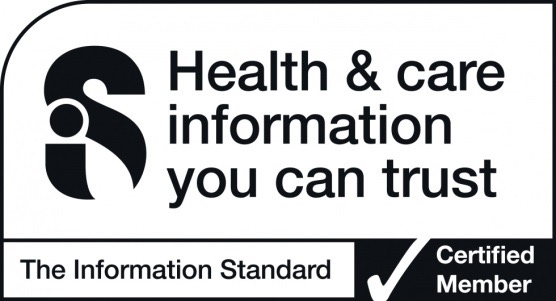 Health & care
information
you can trust
The Information Standard
Certified
Member